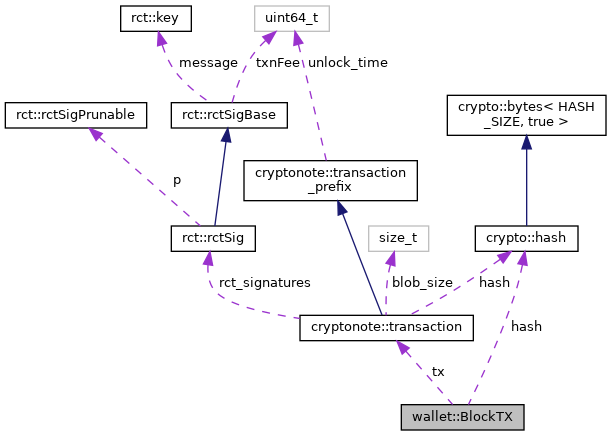 rct::key
uint64_t
message
txnFee
unlock_time
rct::rctSigPrunable
rct::rctSigBase
crypto::bytes< HASH
_SIZE, true >
p
cryptonote::transaction
_prefix
rct::rctSig
size_t
crypto::hash
rct_signatures
blob_size
hash
cryptonote::transaction
hash
tx
wallet::BlockTX